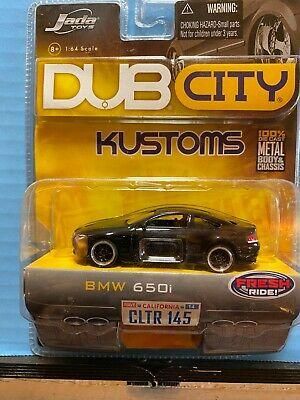 Jada
TOYS
8+ 1:64 Scale
WARNING:
CHOKING HAZARD-Small parts
Not for children under 3 years.
DUB CITY
KUSTOMS
100%
DIE CAST
METAL
BODY &
CHASSIS
BMW 650i
FRESH
RIDE!
CALIFORNIA 14
CLTR 145